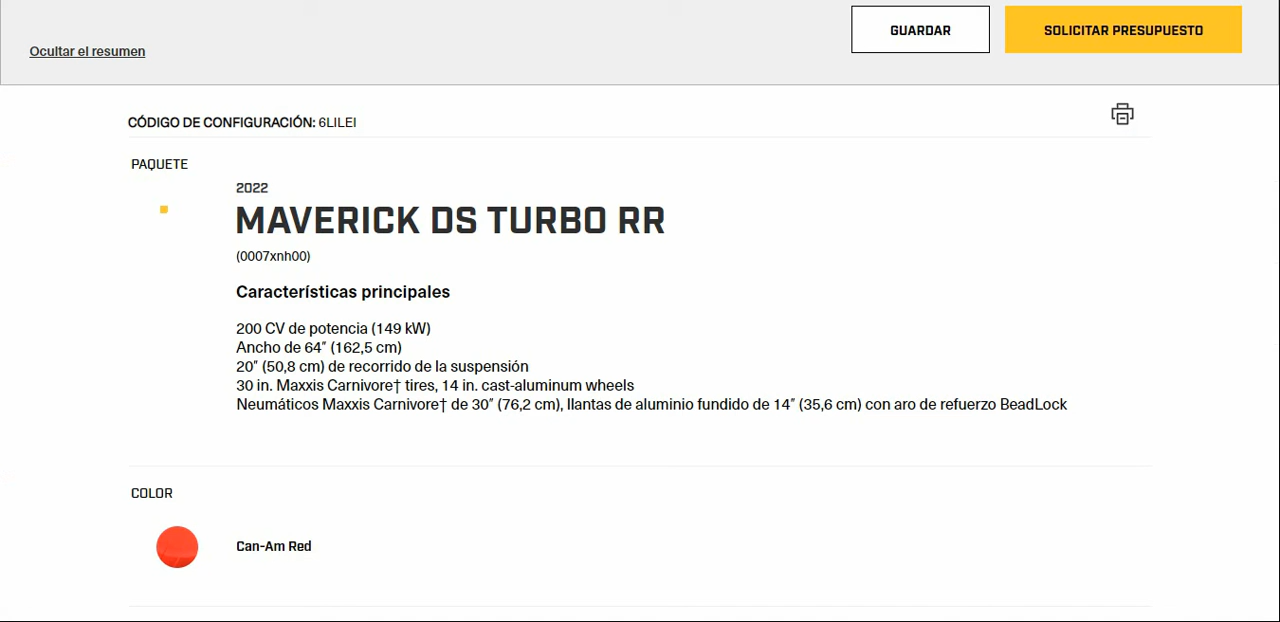 GUARDAR
SOLICITAR PRESUPUESTO
Ocultar el resumen
CÓDIGO DE CONFIGURACIÓN: 6LILEI
PAQUETE
2022
MAVERICK DS TURBO RR
(0007xnh00)
Características principales
200 CV de potencia (149 kW)
Ancho de 64″ (162,5 cm)
20″ (50,8 cm) de recorrido de la suspensión
30 in. Maxxis Carnivore† tires, 14 in. cast-aluminum wheels
Neumáticos Maxxis Carnivore† de 30″ (76,2 cm), llantas de aluminio fundido de 14″ (35,6 cm) con aro de refuerzo BeadLock
COLOR
Can-Am Red